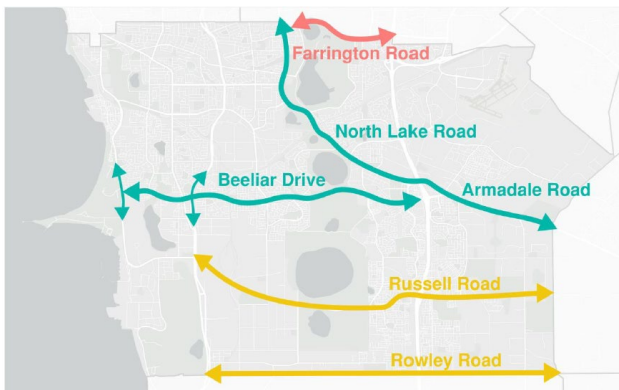 Farrington Road
North Lake Road
Beeliar Drive
Armadale Road
Russell Road
Rowley Road